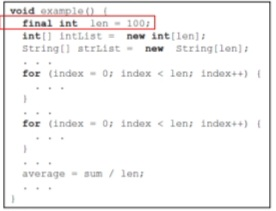 void example() {
final int len = 100;
int[] intList = new int[len];
String[] strList = new String[len];
. . .
for (index = 0; index < len; index++) {
. . .
}
. . .
for (index = 0; index < len; index++) {
. . .
}
. . .
average = sum / len;
. . .
}